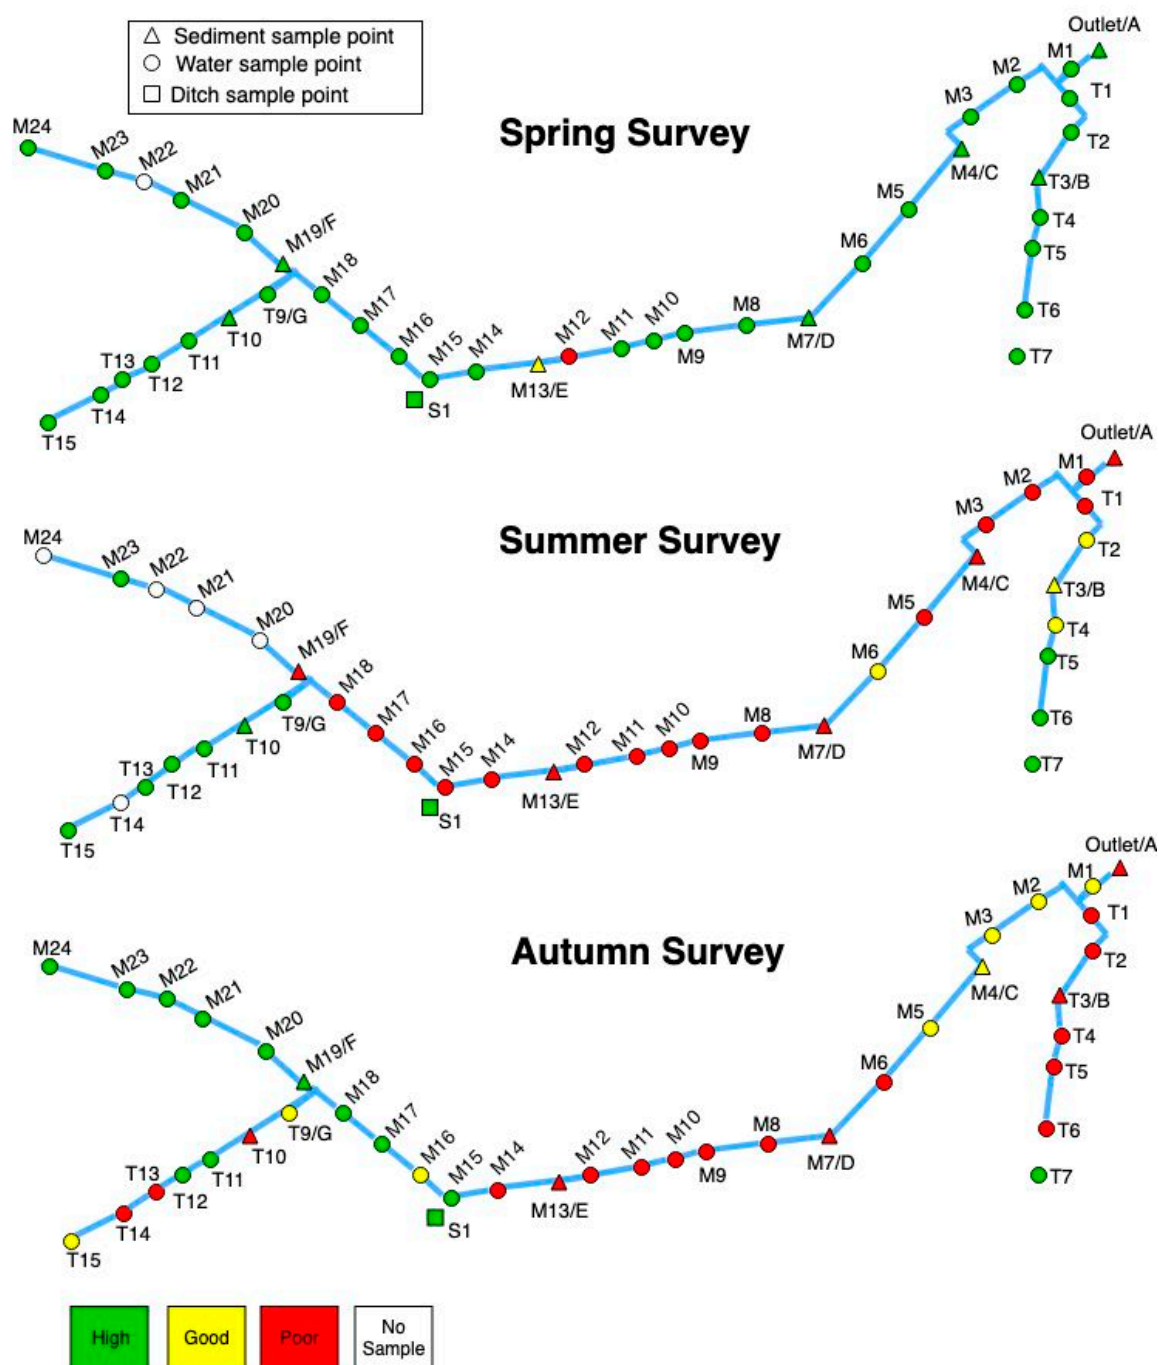 Sediment sample point
Water sample point
Ditch sample point
Spring Survey
Outlet/A
M1
M2
T1
M3
T2
M4/C
T3/B
M5
T4
T5
M6
T6
T7
M24
M23
M22
M21
M20
M19/F
M18
T9/G
M17
T10
M16
T11
M15
M14
T13
T12
T14
T15
S1
M13/E
M12
M11
M10
M9
M8
M7/D
Summer Survey
Outlet/A
M1
M2
T1
M3
T2
M4/C
T3/B
M5
T4
T5
M6
T6
T7
M24
M23
M22
M21
M20
M19/F
M18
T9/G
M17
T10
M16
T11
M15
M14
T13
T12
T14
T15
S1
M13/E
M12
M11
M10
M9
M8
M7/D
Autumn Survey
Outlet/A
M1
M2
T1
M3
T2
M4/C
T3/B
M5
T4
T5
M6
T6
T7
M24
M23
M22
M21
M20
M19/F
M18
T9/G
M17
T10
M16
T11
M15
M14
T13
T12
T14
T15
S1
M13/E
M12
M11
M10
M9
M8
M7/D
High
Good
Poor
No
Sample